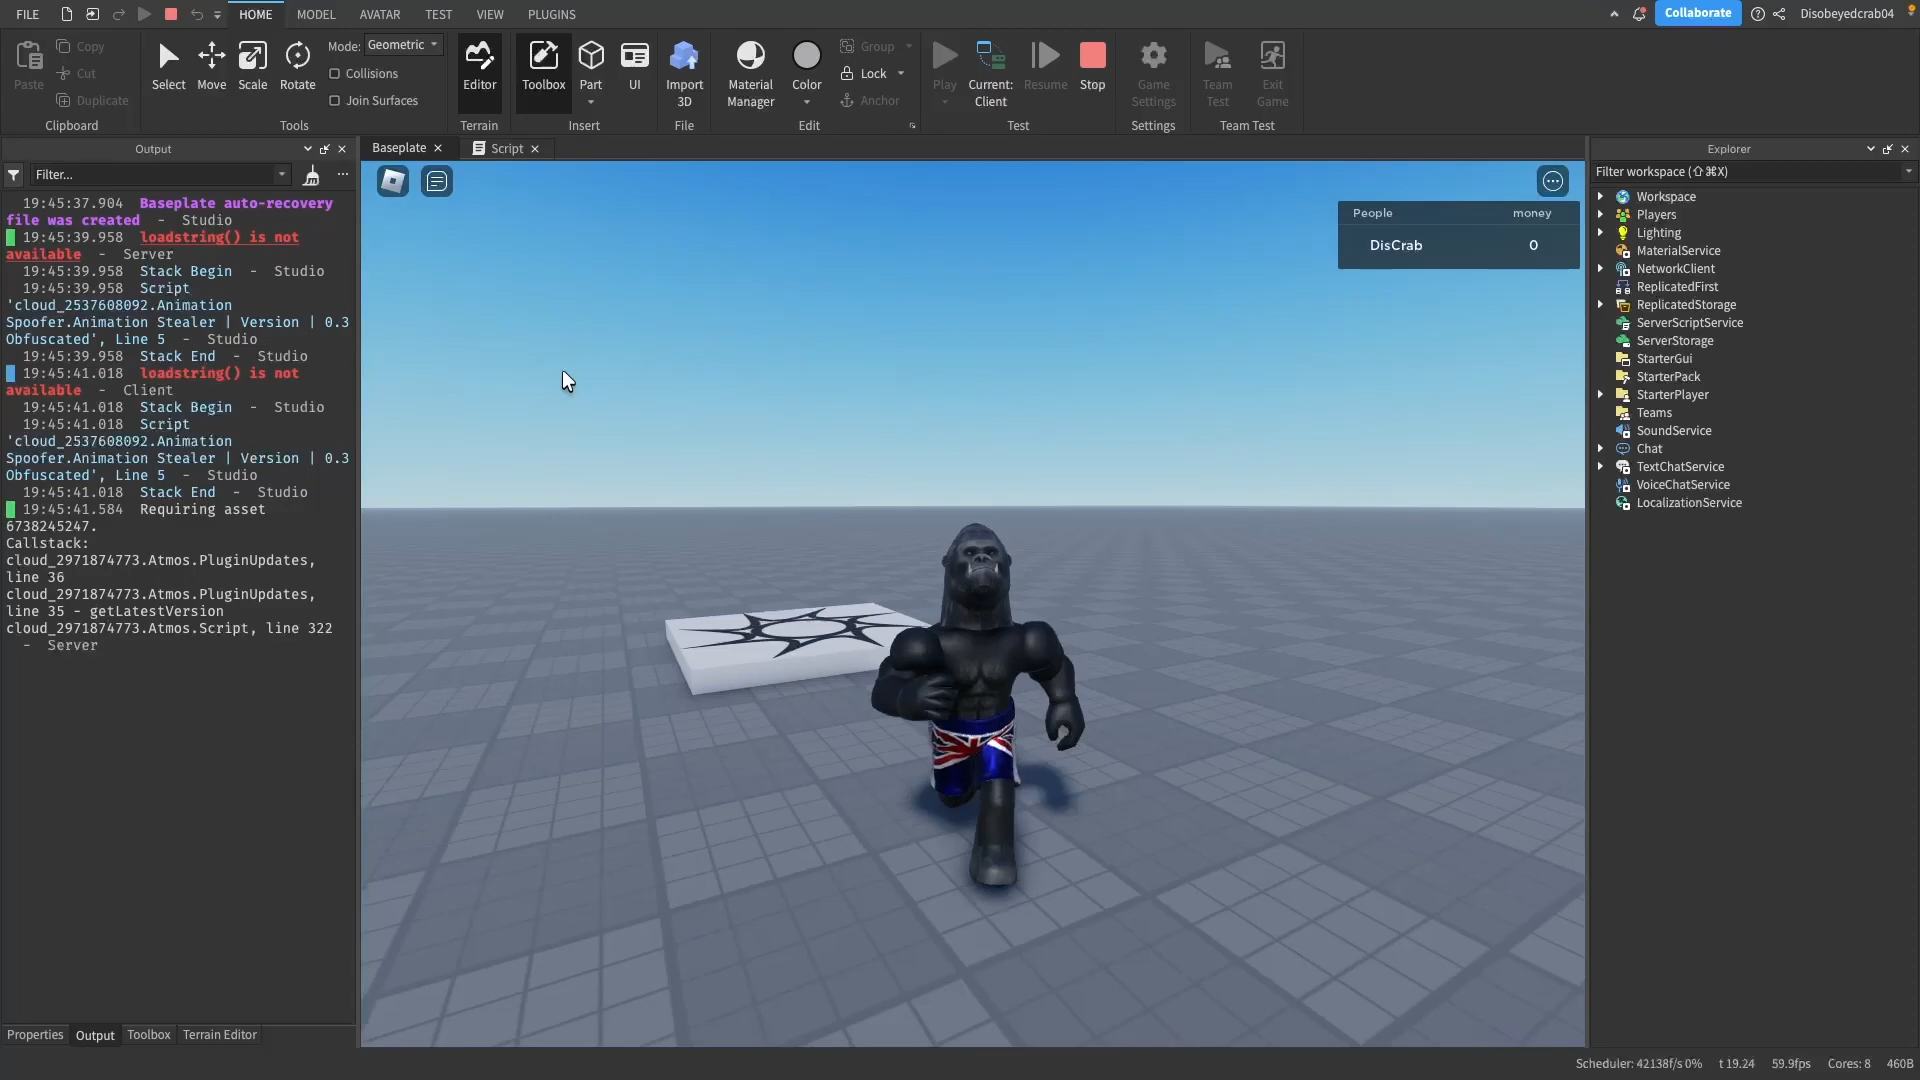 FILE
HOME
MODEL
AVATAR
TEST
VIEW
PLUGINS
Collaborate
Disobeyedcrab04
Paste
Copy
Cut
Duplicate
Clipboard
Select
Move
Scale
Rotate
Mode: Geometric
Collisions
Join Surfaces
Tools
Editor
Terrain
Toolbox
Part
UI
Insert
Import
3D
File
Material
Manager
Color
Group
Lock
Anchor
Edit
Play
Current:
Client
Resume
Stop
Test
Game
Settings
Settings
Team
Test
Exit
Game
Team Test
Output
Filter...
19:45:37.904 Baseplate auto-recovery
file was created - Studio
19:45:39.958 loadstring() is not
available - Server
19:45:39.958 Stack Begin - Studio
19:45:39.958 Script
'cloud_2537608092.Animation
Spoofer.Animation Stealer | Version | 0.3
Obfuscated', Line 5 - Studio
19:45:39.958 Stack End - Studio
19:45:41.018 loadstring() is not
available - Client
19:45:41.018 Stack Begin - Studio
19:45:41.018 Script
'cloud_2537608092.Animation
Spoofer.Animation Stealer | Version | 0.3
Obfuscated', Line 5 - Studio
19:45:41.018 Stack End - Studio
19:45:41.584 Requiring asset
6738245247.
Callstack:
cloud_2971874773.Atmos.PluginUpdates,
line 36
cloud_2971874773.Atmos.PluginUpdates,
line 35 - getLatestVersion
cloud_2971874773.Atmos.Script, line 322
- Server
Properties
Output
Toolbox
Terrain Editor
Baseplate
Script
People money
DisCrab 0
Explorer
Filter workspace (⇧⌘X)
Workspace
Players
Lighting
MaterialService
NetworkClient
ReplicatedFirst
ReplicatedStorage
ServerScriptService
ServerStorage
StarterGui
StarterPack
StarterPlayer
Teams
SoundService
Chat
TextChatService
VoiceChatService
LocalizationService
Scheduler: 42138f/s 0% t 19.24 59.9fps Cores: 8 460B